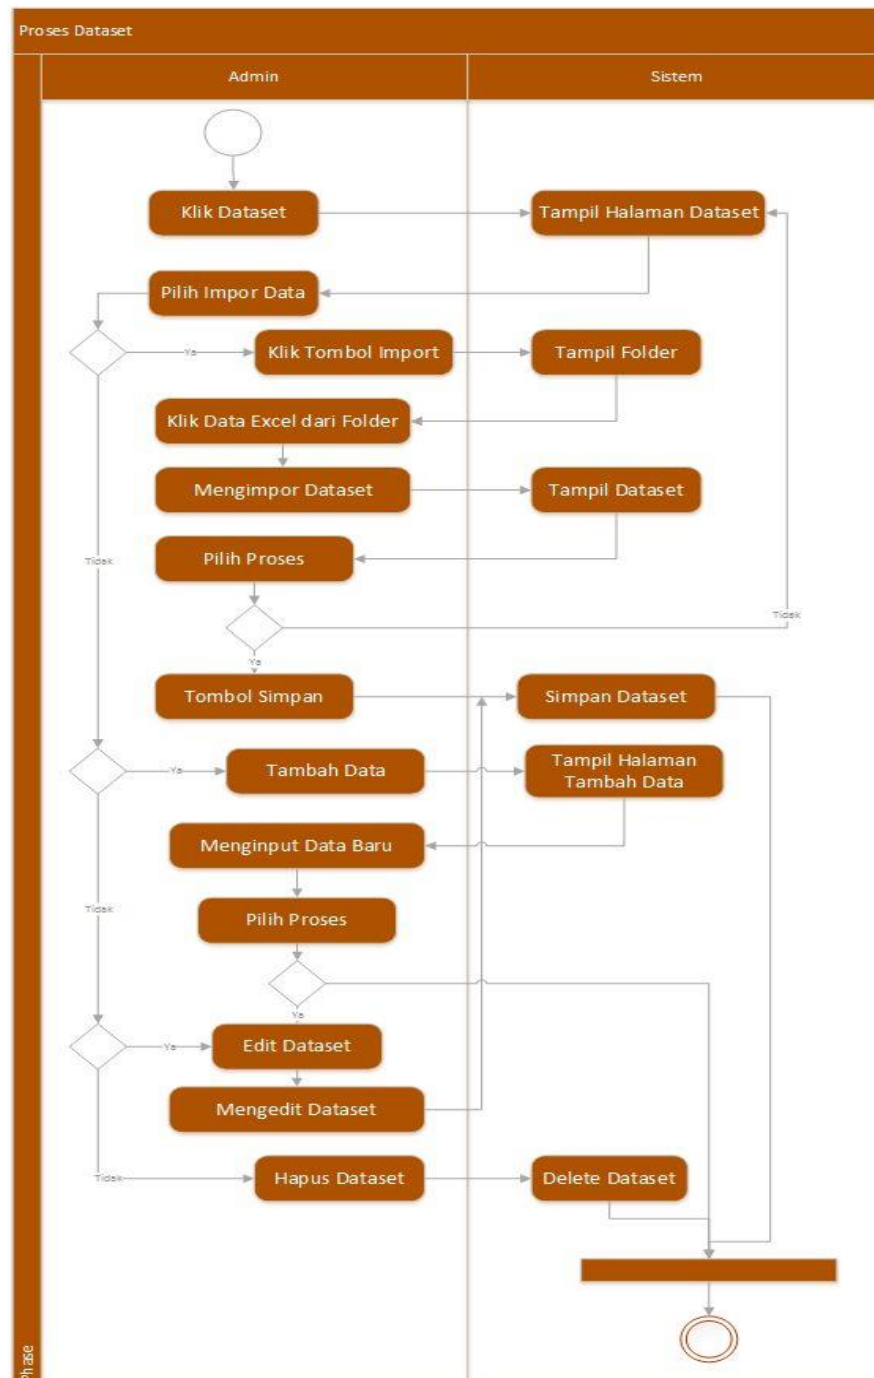 Proses Dataset
Admin
Sistem
Klik Dataset
Tampil Halaman Dataset
Pilih Impor Data
Ya
Klik Tombol Import
Tampil Folder
Klik Data Excel dari Folder
Mengimpor Dataset
Tampil Dataset
Pilih Proses
Tidak
Tidak
Ya
Tombol Simpan
Simpan Dataset
Ya
Tambah Data
Tampil Halaman
Tambah Data
Menginput Data Baru
Tidak
Pilih Proses
Ya
Ya
Edit Dataset
Mengedit Dataset
Tidak
Hapus Dataset
Delete Dataset
Phase